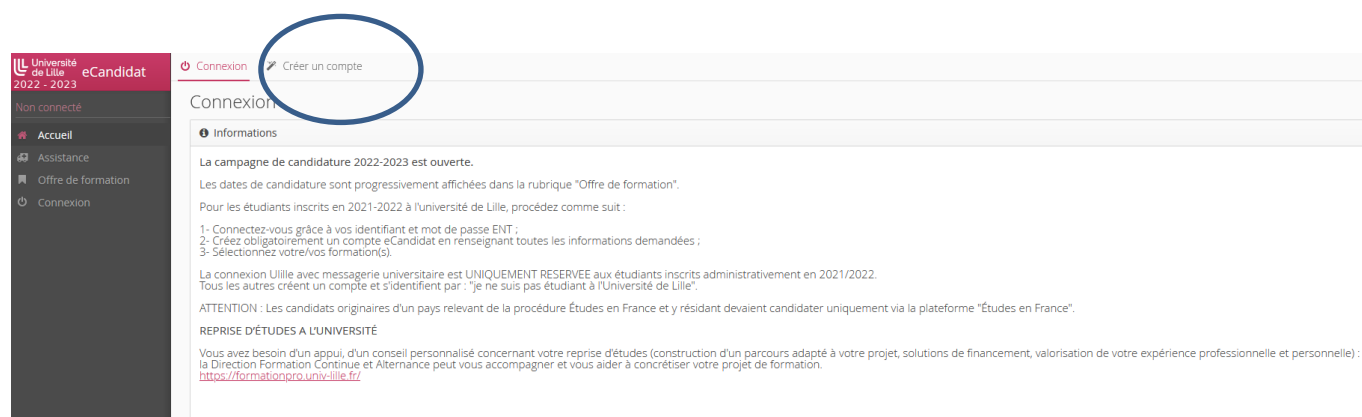 Université
de Lille eCandidat
2022 - 2023
Non connecté
Accueil
Assistance
Offre de formation
Connexion
Connexion
Créer un compte
Connexion
Informations
La campagne de candidature 2022-2023 est ouverte.
Les dates de candidature sont progressivement affichées dans la rubrique "Offre de formation".
Pour les étudiants inscrits en 2021-2022 à l'université de Lille, procédez comme suit :
1- Connectez-vous grâce à vos identifiant et mot de passe ENT ;
2- Créez obligatoirement un compte eCandidat en renseignant toutes les informations demandées ;
3- Sélectionnez votre/vos formation(s).
La connexion Ulille avec messagerie universitaire est UNIQUEMENT RESERVEE aux étudiants inscrits administrativement en 2021/2022.
Tous les autres créent un compte et s'identifient par : "je ne suis pas étudiant à l'Université de Lille".
ATTENTION : Les candidats originaires d'un pays relevant de la procédure Études en France et y résidant devaient candidater uniquement via la plateforme "Études en France".
REPRISE D'ÉTUDES A L'UNIVERSITÉ
Vous avez besoin d'un appui, d'un conseil personnalisé concernant votre reprise d'études (construction d'un parcours adapté à votre projet, solutions de financement, valorisation de votre expérience professionnelle et personnelle) :
la Direction Formation Continue et Alternance peut vous accompagner et vous aider à concrétiser votre projet de formation.
https://formationpro.univ-lille.fr/